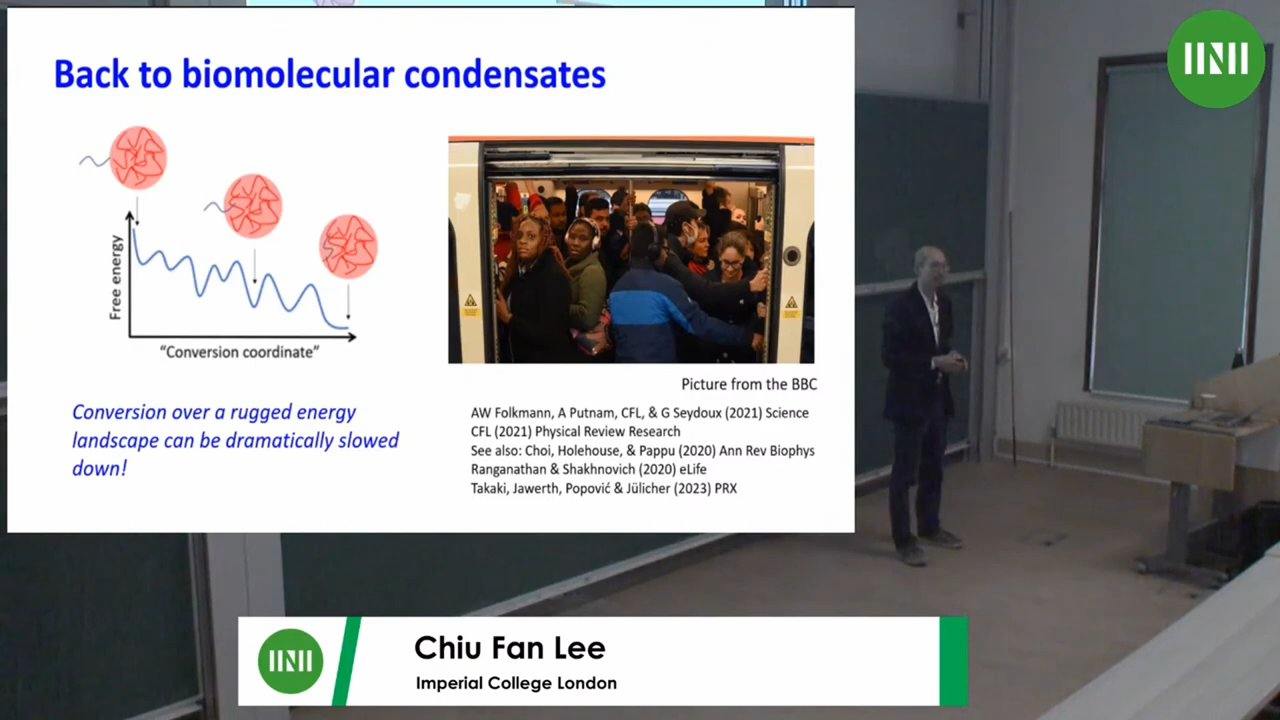 Back to biomolecular condensates
Free energy
“Conversion coordinate”
Conversion over a rugged energy
landscape can be dramatically slowed
down!
Picture from the BBC
AW Folkmann, A Putnam, CFL, & G Seydoux (2021) Science
CFL (2021) Physical Review Research
See also: Choi, Holehouse, & Pappu (2020) Ann Rev Biophys
Ranganathan & Shakhnovich (2020) eLife
Takaki, Jawerth, Popović & Jülicher (2023) PRX
Chiu Fan Lee
Imperial College London